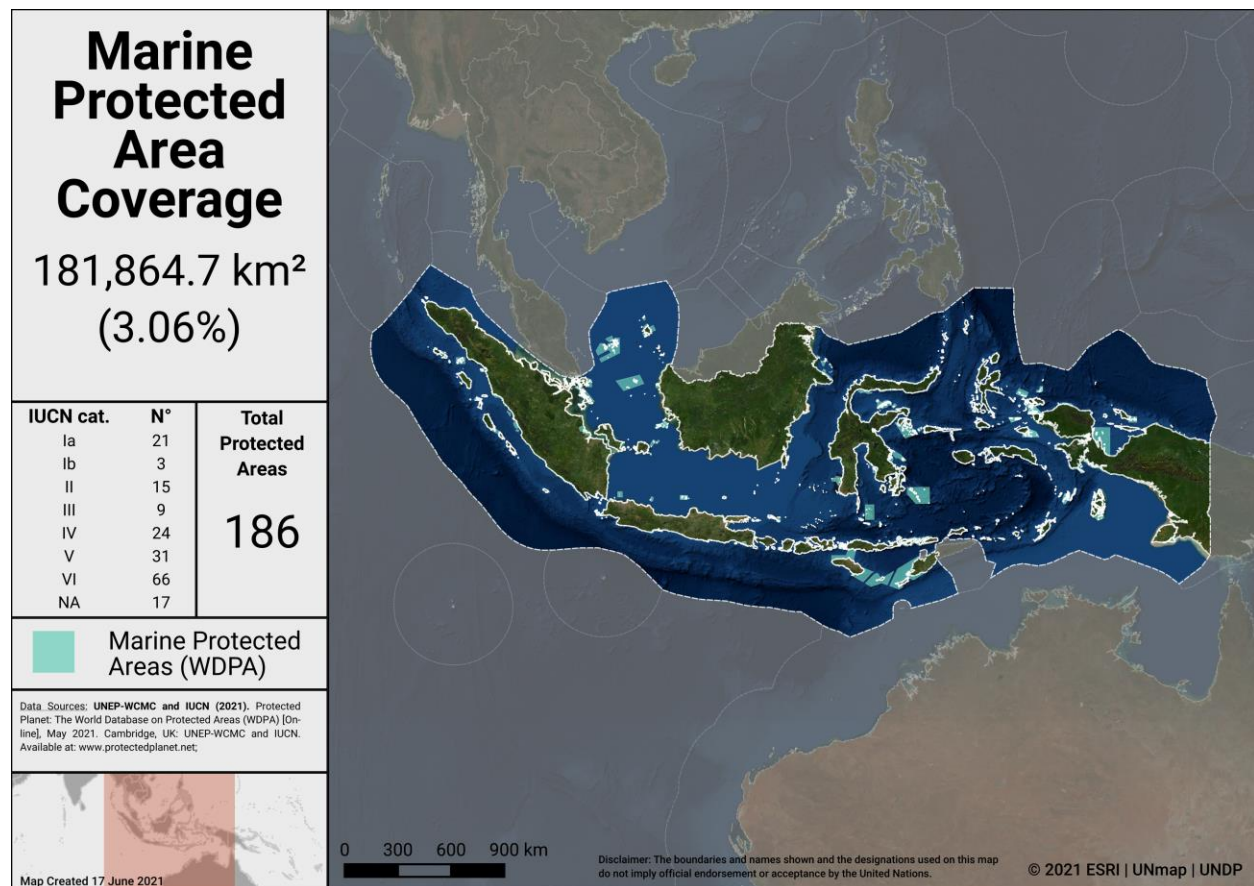 Marine
Protected
Area
Coverage
181,864.7 km²
(3.06%)
IUCN cat. N°
Ia 21
Ib 3
II 15
III 9
IV 24
V 31
VI 66
NA 17
Total
Protected
Areas
186
Marine Protected
Areas (WDPA)
Data Sources: UNEP-WCMC and IUCN (2021). Protected
Planet: The World Database on Protected Areas (WDPA) [On-
line], May 2021. Cambridge, UK: UNEP-WCMC and IUCN.
Available at: www.protectedplanet.net;
Map Created 17 June 2021
0 300 600 900 km
Disclaimer: The boundaries and names shown and the designations used on this map
do not imply official endorsement or acceptance by the United Nations.
© 2021 ESRI | UNmap | UNDP